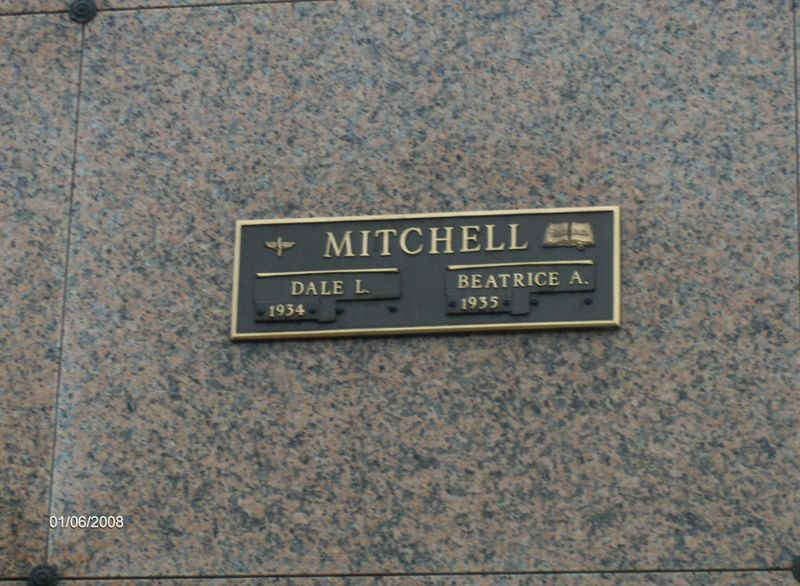 MITCHELL
DALE L.
1934
BEATRICE A.
1935
01/06/2008